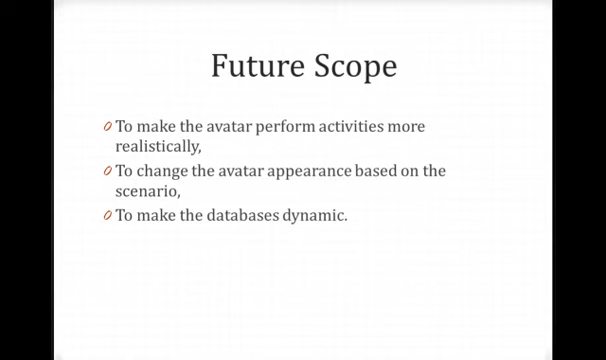 Future Scope
To make the avatar perform activities more
realistically,
To change the avatar appearance based on the
scenario,
To make the databases dynamic.